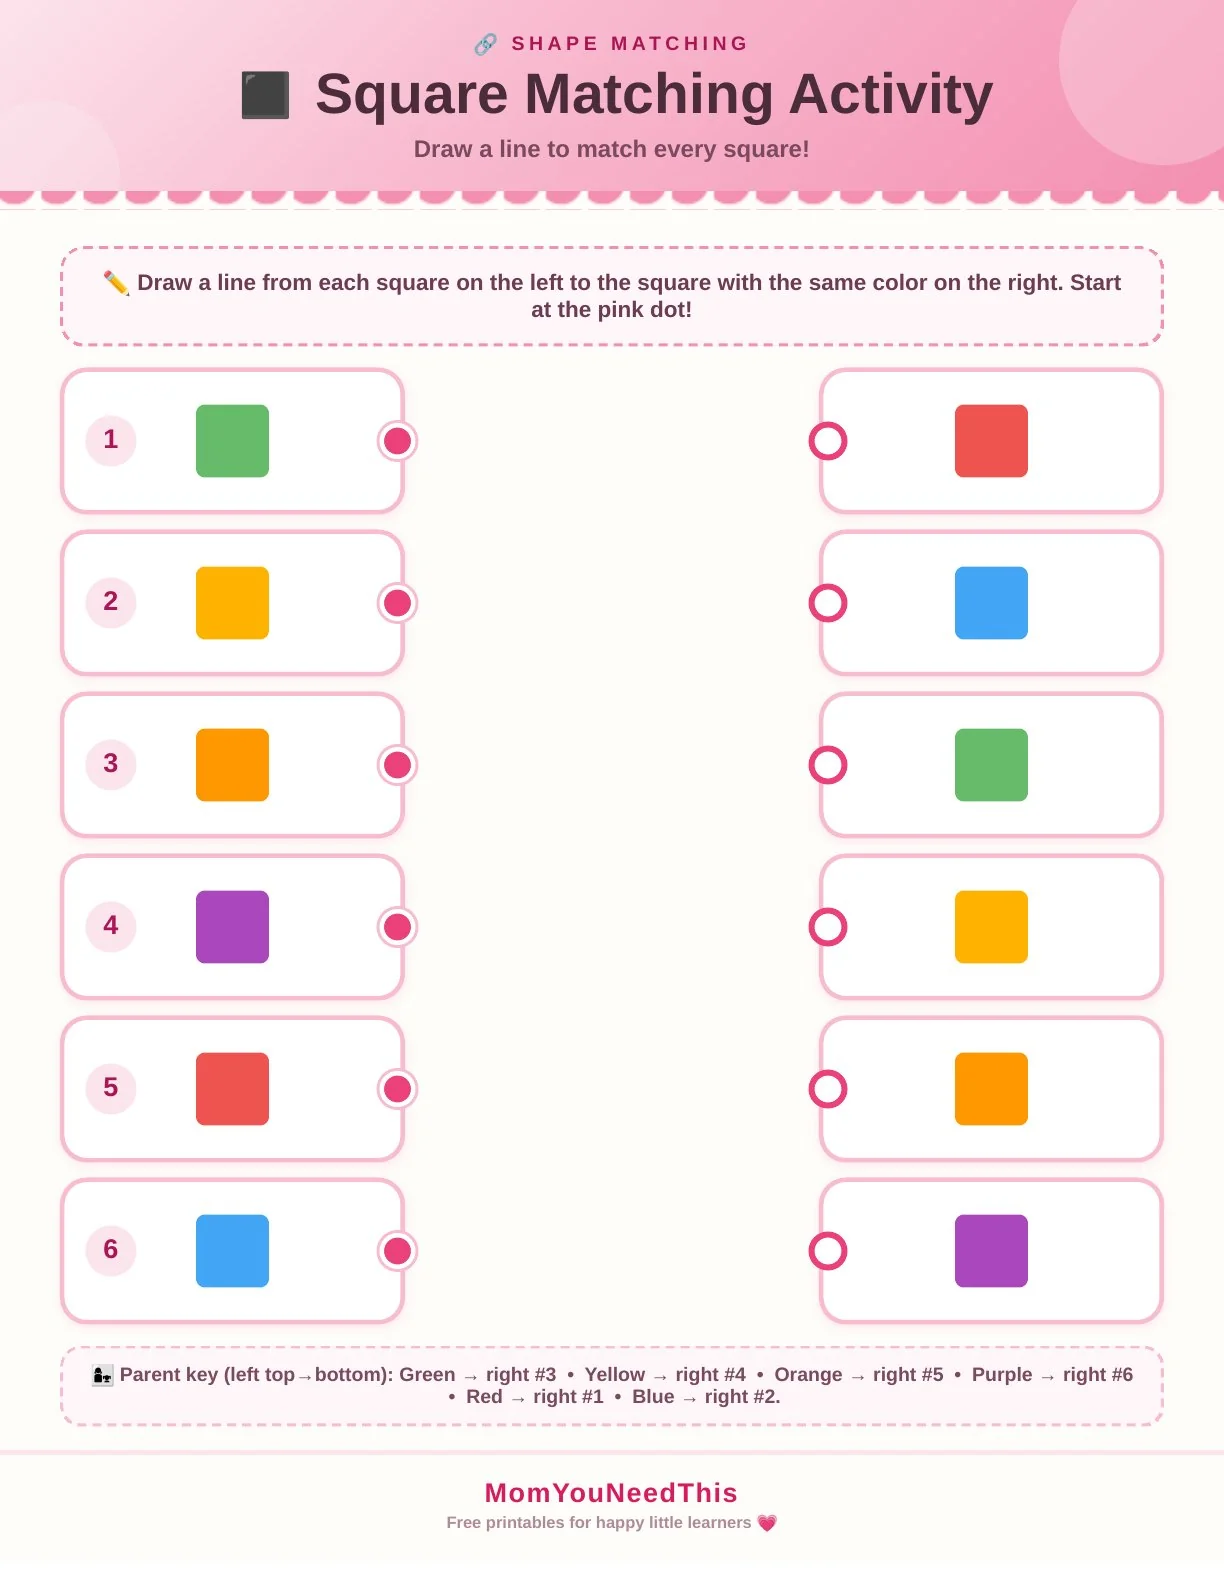 🔗 SHAPE MATCHING
⬛ Square Matching Activity
Draw a line to match every square!
✏️ Draw a line from each square on the left to the square with the same color on the right. Start
at the pink dot!
1
2
3
4
5
6
👩‍👧 Parent key (left top→bottom): Green → right #3 • Yellow → right #4 • Orange → right #5 • Purple → right #6
• Red → right #1 • Blue → right #2.
MomYouNeedThis
Free printables for happy little learners 💗